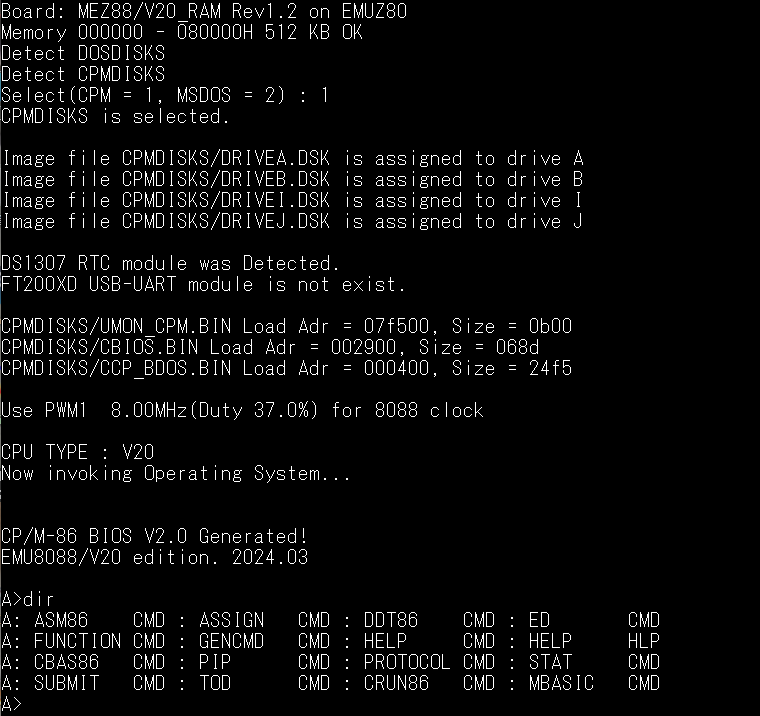 Board: MEZ88/V20_RAM Rev1.2 on EMUZ80
Memory 000000 - 080000H 512 KB OK
Detect DOSDISKS
Detect CPMDISKS
Select(CPM = 1, MSDOS = 2) : 1
CPMDISKS is selected.
Image file CPMDISKS/DRIVEA.DSK is assigned to drive A
Image file CPMDISKS/DRIVEB.DSK is assigned to drive B
Image file CPMDISKS/DRIVEI.DSK is assigned to drive I
Image file CPMDISKS/DRIVEJ.DSK is assigned to drive J
DS1307 RTC module was Detected.
FT200XD USB-UART module is not exist.
CPMDISKS/UMON_CPM.BIN Load Adr = 07f500, Size = 0b00
CPMDISKS/CBIOS.BIN Load Adr = 002900, Size = 068d
CPMDISKS/CCP_BDOS.BIN Load Adr = 000400, Size = 24f5
Use PWM1  8.00MHz(Duty 37.0%) for 8088 clock
CPU TYPE : V20
Now invoking Operating System...
CP/M-86 BIOS V2.0 Generated!
EMU8088/V20 edition. 2024.03
A>dir
A: ASM86    CMD : ASSIGN   CMD : DDT86    CMD : ED       CMD
A: FUNCTION CMD : GENCMD   CMD : HELP     CMD : HELP     HLP
A: CBAS86   CMD : PIP      CMD : PROTOCOL CMD : STAT     CMD
A: SUBMIT   CMD : TOD      CMD : CRUN86   CMD : MBASIC   CMD
A>